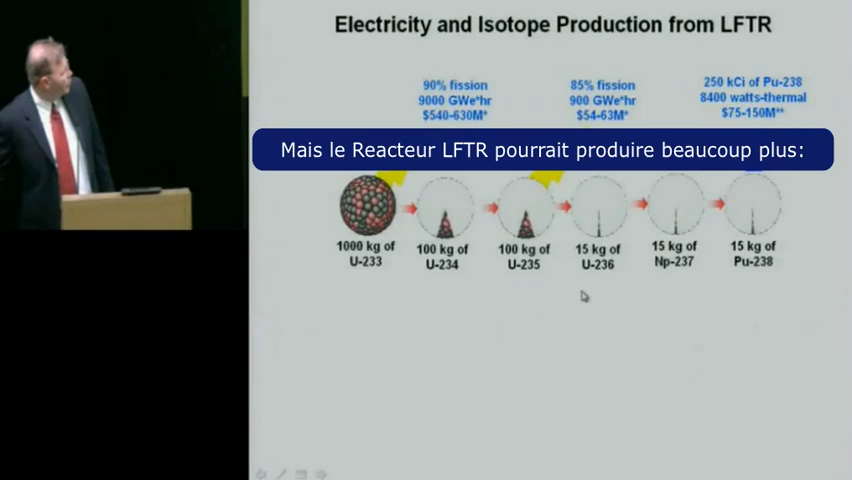 Electricity and Isotope Production from LFTR
90% fission
9000 GWe*hr
$540-630M*
85% fission
900 GWe*hr
$54-63M*
250 kCi of Pu-238
8400 watts-thermal
$75-150M**
Mais le Reacteur LFTR pourrait produire beaucoup plus:
1000 kg of
U-233
100 kg of
U-234
100 kg of
U-235
15 kg of
U-236
15 kg of
Np-237
15 kg of
Pu-238